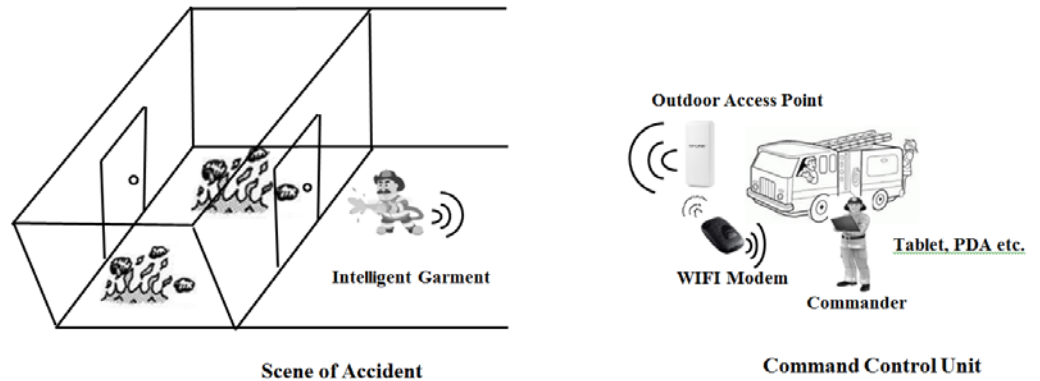 Outdoor Access Point
Intelligent Garment
WIFI Modem
Tablet, PDA etc.
Commander
Scene of Accident
Command Control Unit